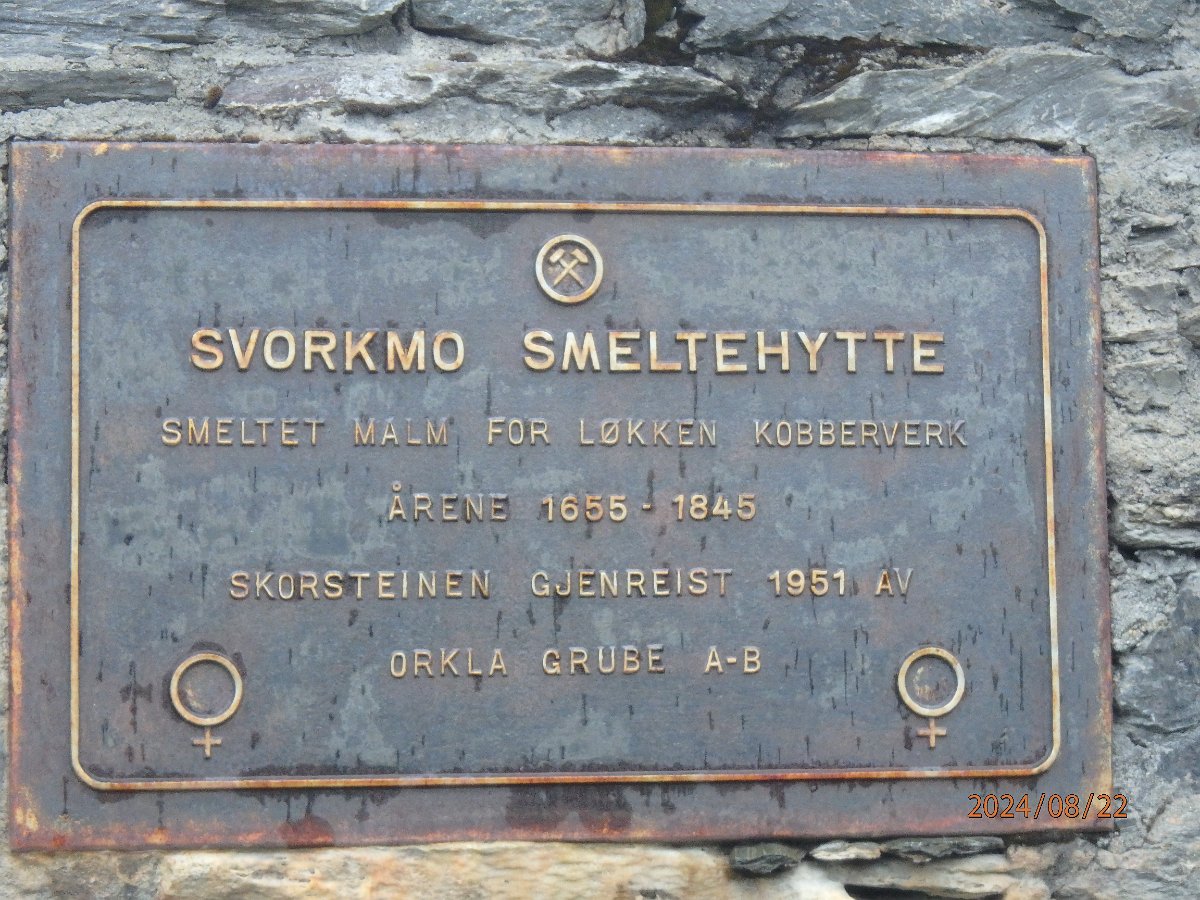 SVORKMO SMELTEHYTTE
SMELTET MALM FOR LØKKEN KOBBERVERK
ÅRENE 1655 - 1845
SKORSTEINEN GJENREIST 1951 AV
ORKLA GRUBE A-B
2024/08/22